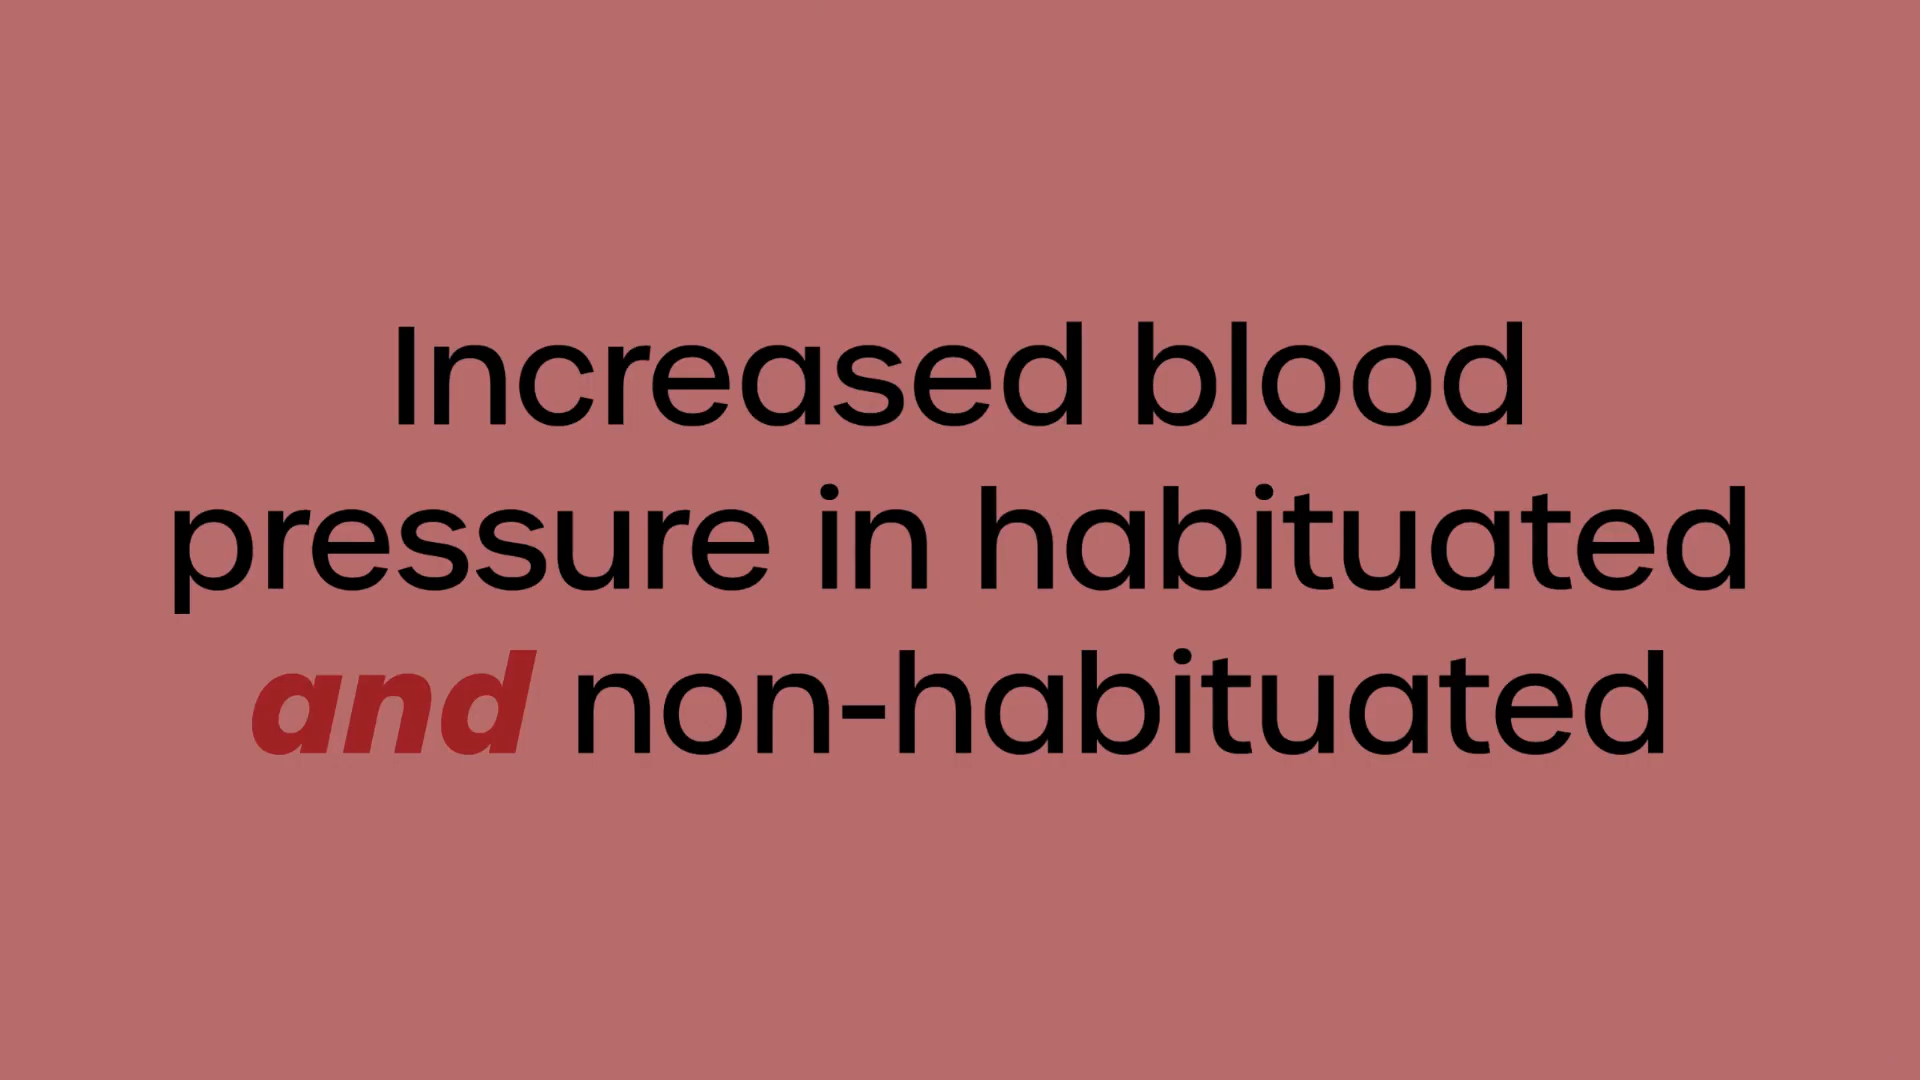 Increased blood
pressure in habituated
and non-habituated